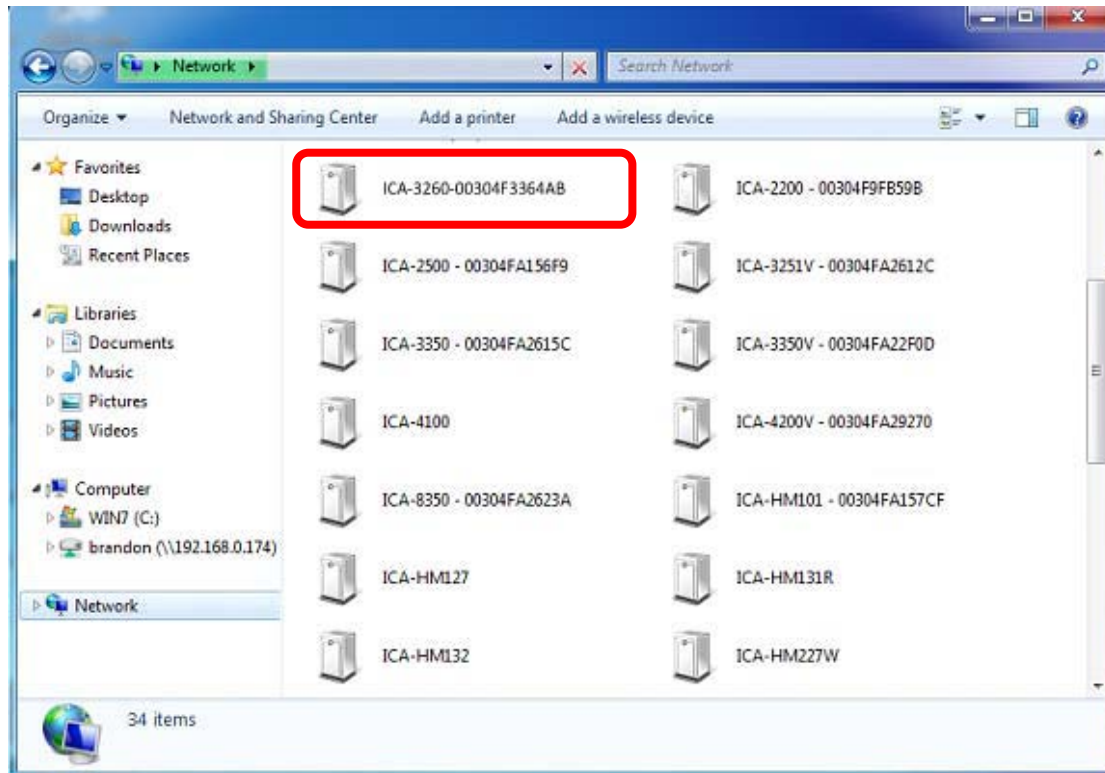 Network
Search Network
Organize Network and Sharing Center Add a printer Add a wireless device
Favorites
Desktop
Downloads
Recent Places
Libraries
Documents
Music
Pictures
Videos
Computer
WIN7 (C:)
brandon (\\192.168.0.174)
Network
ICA-3260-00304F3364AB ICA-2200 - 00304F9FB59B
ICA-2500 - 00304FA156F9 ICA-3251V - 00304FA2612C
ICA-3350 - 00304FA2615C ICA-3350V - 00304FA22F0D
ICA-4100 ICA-4200V - 00304FA29270
ICA-8350 - 00304FA2623A ICA-HM101 - 00304FA157CF
ICA-HM127 ICA-HM131R
ICA-HM132 ICA-HM227W
34 items